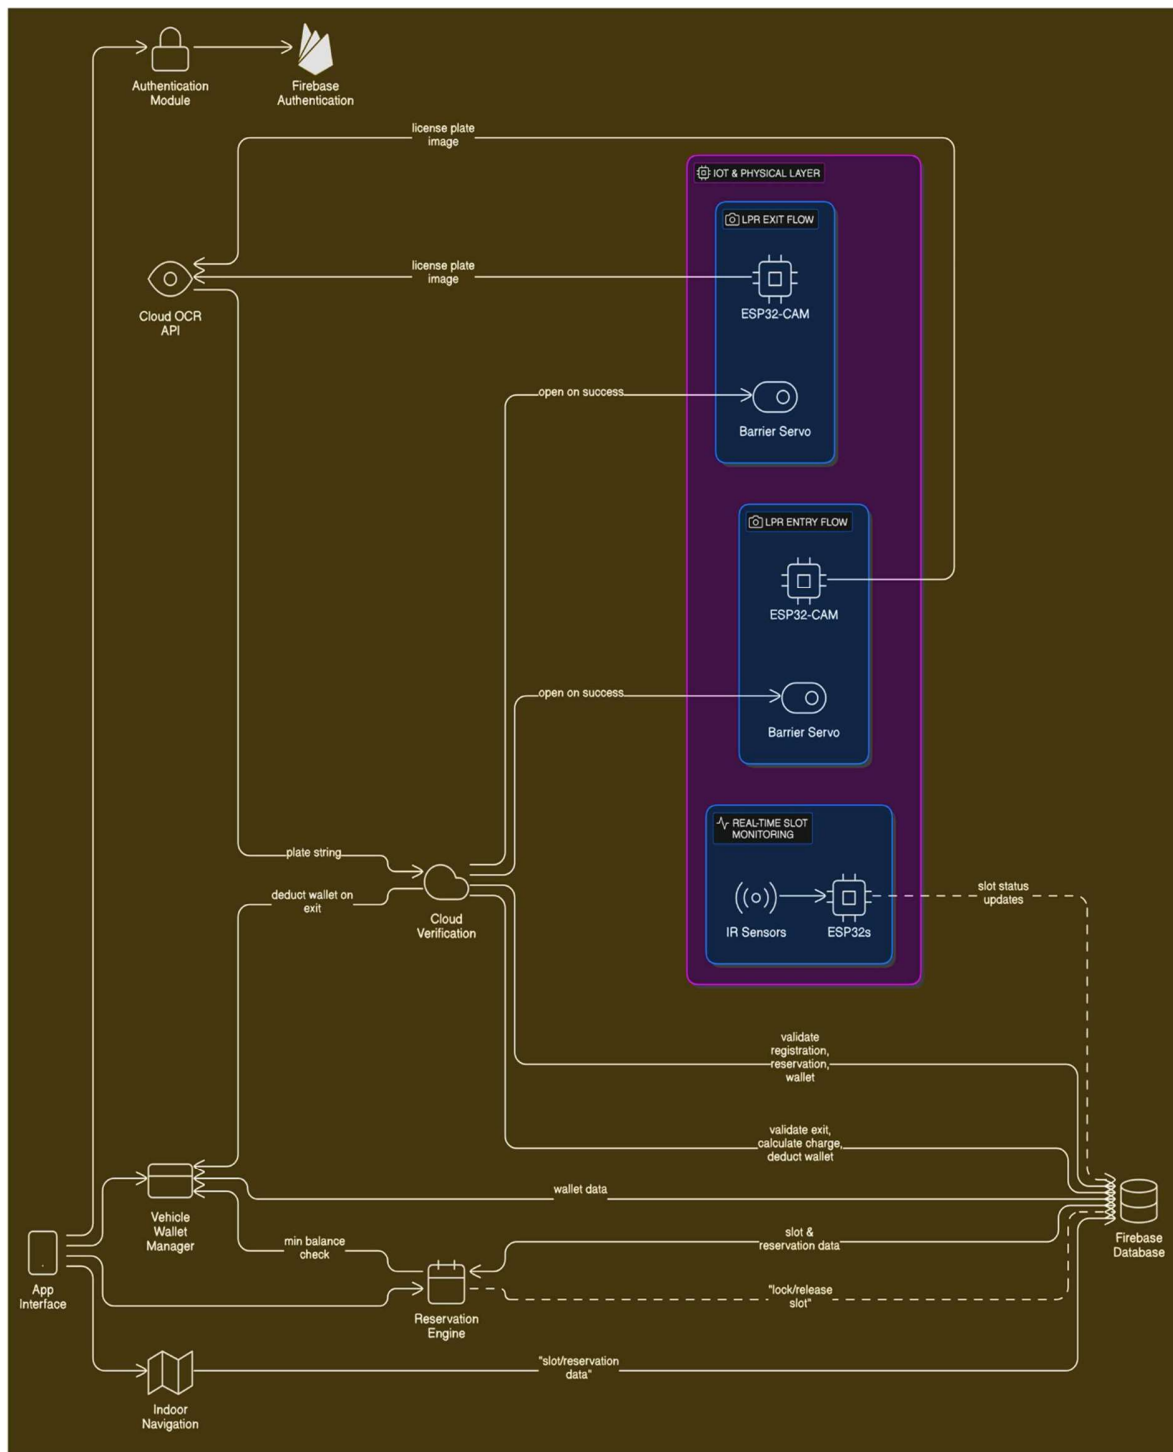 Authentication
Module
Firebase
Authentication
license plate
image
IOT & PHYSICAL LAYER
LPR EXIT FLOW
license plate
image
ESP32-CAM
Cloud OCR
API
open on success
Barrier Servo
LPR ENTRY FLOW
ESP32-CAM
open on success
Barrier Servo
REAL-TIME SLOT
MONITORING
plate string
deduct wallet on
exit
Cloud
Verification
IR Sensors
ESP32s
slot status
updates
validate
registration,
reservation,
wallet
validate exit,
calculate charge,
deduct wallet
wallet data
Vehicle
Wallet
Manager
min balance
check
slot &
reservation data
Firebase
Database
App
Interface
"lock/release
slot"
Reservation
Engine
"slot/reservation
data"
Indoor
Navigation